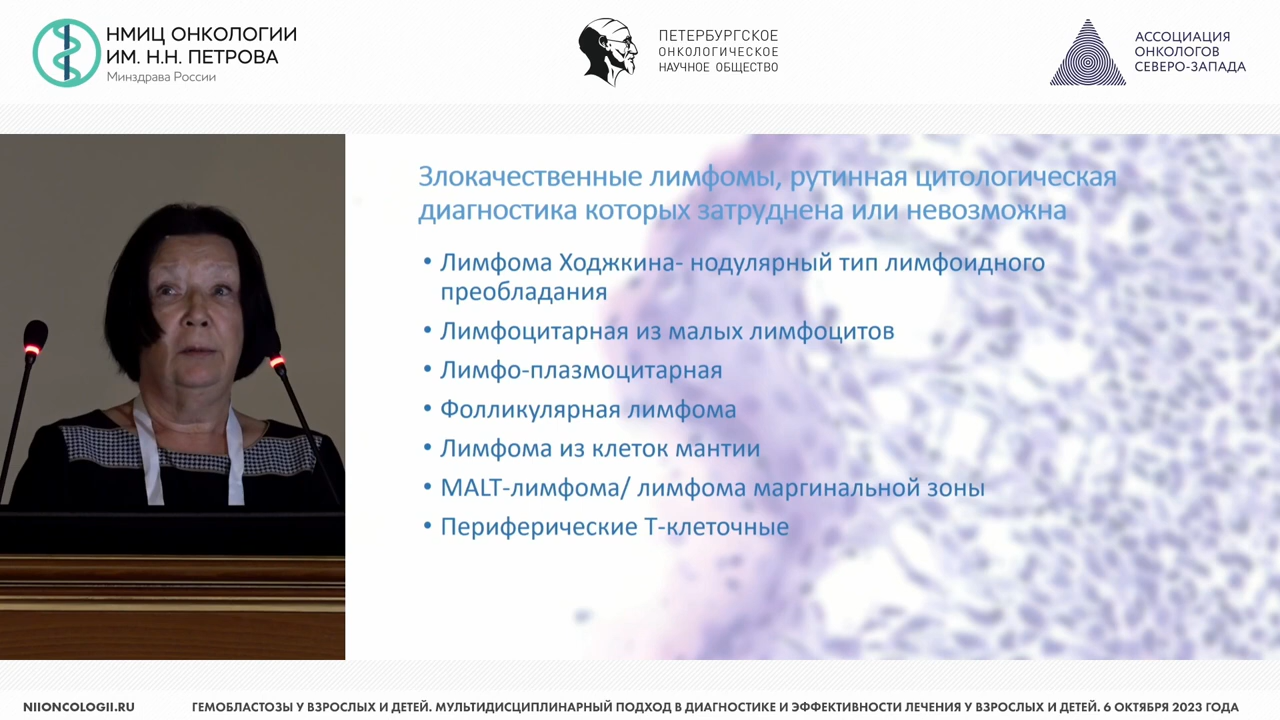 НМИЦ ОНКОЛОГИИ
ИМ. Н.Н. ПЕТРОВА
Минздрава России
ПЕТЕРБУРГСКОЕ
ОНКОЛОГИЧЕСКОЕ
НАУЧНОЕ ОБЩЕСТВО
АССОЦИАЦИЯ
ОНКОЛОГОВ
СЕВЕРО-ЗАПАДА
Злокачественные лимфомы, рутинная цитологическая
диагностика которых затруднена или невозможна
• Лимфома Ходжкина- нодулярный тип лимфоидного
преобладания
• Лимфоцитарная из малых лимфоцитов
• Лимфо-плазмоцитарная
• Фолликулярная лимфома
• Лимфома из клеток мантии
• MALT-лимфома/ лимфома маргинальной зоны
• Периферические Т-клеточные
NIIONCOLOGII.RU
ГЕМОБЛАСТОЗЫ У ВЗРОСЛЫХ И ДЕТЕЙ. МУЛЬТИДИСЦИПЛИНАРНЫЙ ПОДХОД В ДИАГНОСТИКЕ И ЭФФЕКТИВНОСТИ ЛЕЧЕНИЯ У ВЗРОСЛЫХ И ДЕТЕЙ. 6 ОКТЯБРЯ 2023 ГОДА